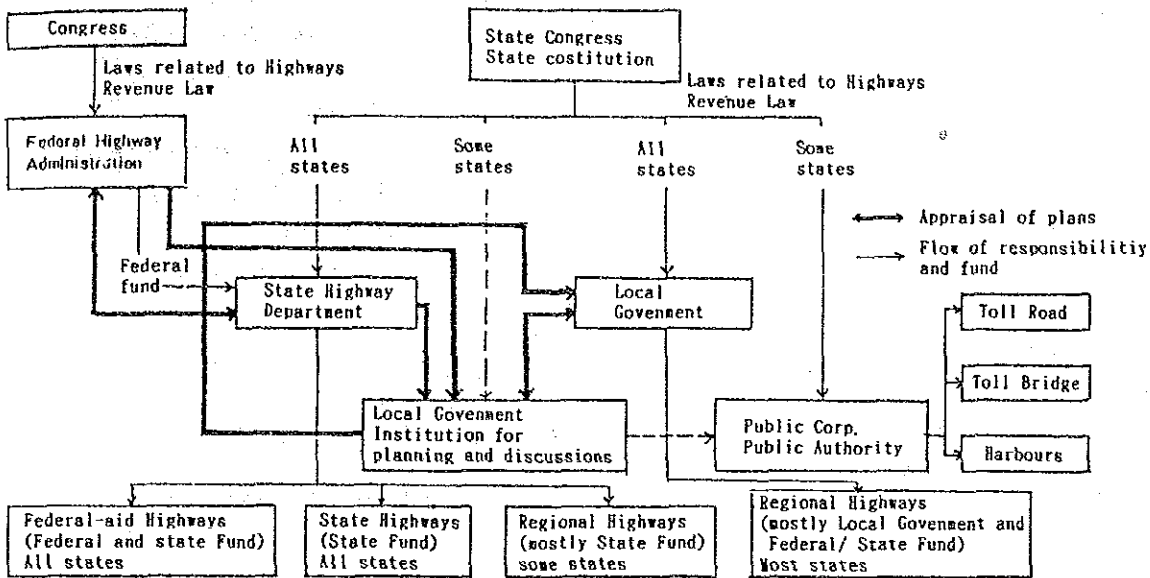 Congress
State Congress
State costitution
Laws related to Highways
Revenue Law
Laws related to Highways
Revenue Law
Federal Highway
Administration
All
states
Some
states
All
states
Some
states
Appraisal of plans
Flow of responsibilitiy
and fund
Federal
fund
State Highway
Department
Local
Govenment
Toll Road
Toll Bridge
Harbours
Local Govenment
Institution for
planning and discussions
Public Corp.
Public Authority
Federal-aid Highways
(Federal and state Fund)
All states
State Highways
(State Fund)
All states
Regional Highways
(mostly State Fund)
some states
Regional Highways
(mostly Local Govenment and
Federal/ State Fund)
Most states